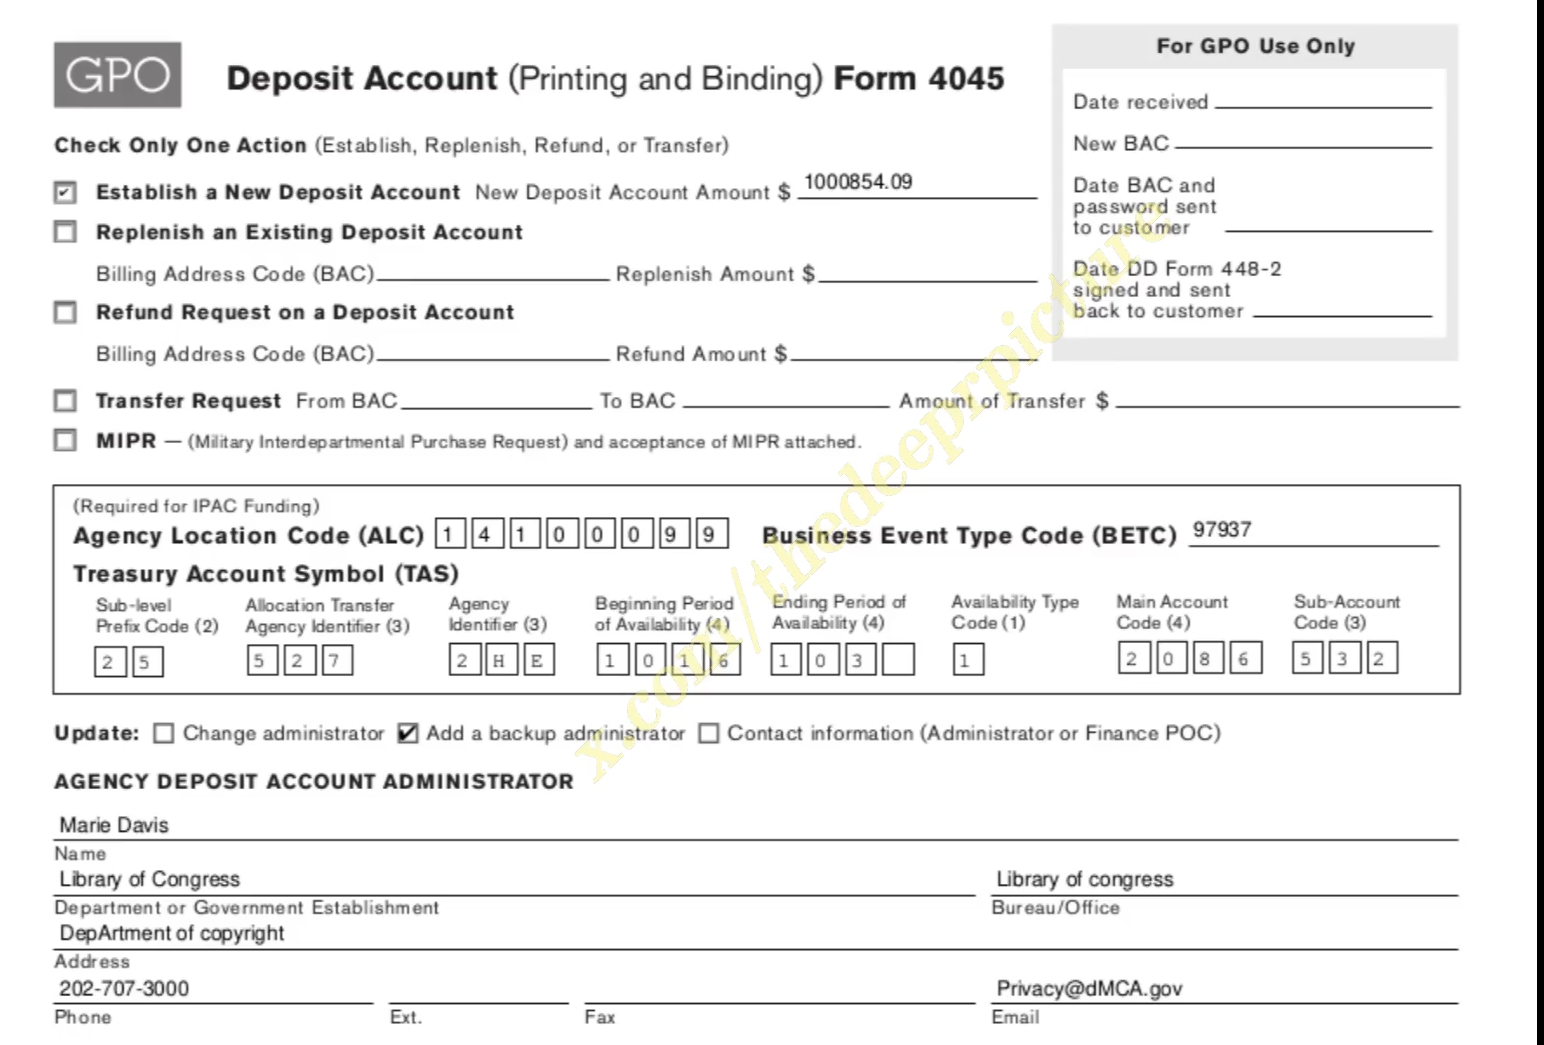 GPO
Deposit Account (Printing and Binding) Form 4045
For GPO Use Only
Date received
New BAC
Date BAC and
password sent
to customer
Date DD Form 448-2
signed and sent
back to customer
Check Only One Action (Establish, Replenish, Refund, or Transfer)
Establish a New Deposit Account New Deposit Account Amount $ 1000854.09
Replenish an Existing Deposit Account
Billing Address Code (BAC) Replenish Amount $
Refund Request on a Deposit Account
Billing Address Code (BAC) Refund Amount $
Transfer Request From BAC To BAC Amount of Transfer $
MIPR — (Military Interdepartmental Purchase Request) and acceptance of MIPR attached.
(Required for IPAC Funding)
Agency Location Code (ALC) 1 4 1 0 0 0 9 9 Business Event Type Code (BETC) 97937
Treasury Account Symbol (TAS)
Sub-level Allocation Transfer Agency Beginning Period Ending Period of Availability Type Main Account Sub-Account
Prefix Code (2) Agency Identifier (3) Identifier (3) of Availability (4) Availability (4) Code (1) Code (4) Code (3)
2 5 5 2 7 2 H E 1 0 1 6 1 0 3 1 2 0 8 6 5 3 2
Update: Change administrator Add a backup administrator Contact information (Administrator or Finance POC)
AGENCY DEPOSIT ACCOUNT ADMINISTRATOR
Marie Davis
Name
Library of Congress Library of congress
Department or Government Establishment Bureau/Office
DepArtment of copyright
Address
202-707-3000 Privacy@dMCA.gov
Phone Ext. Fax Email
x.com/thedeeprpicture